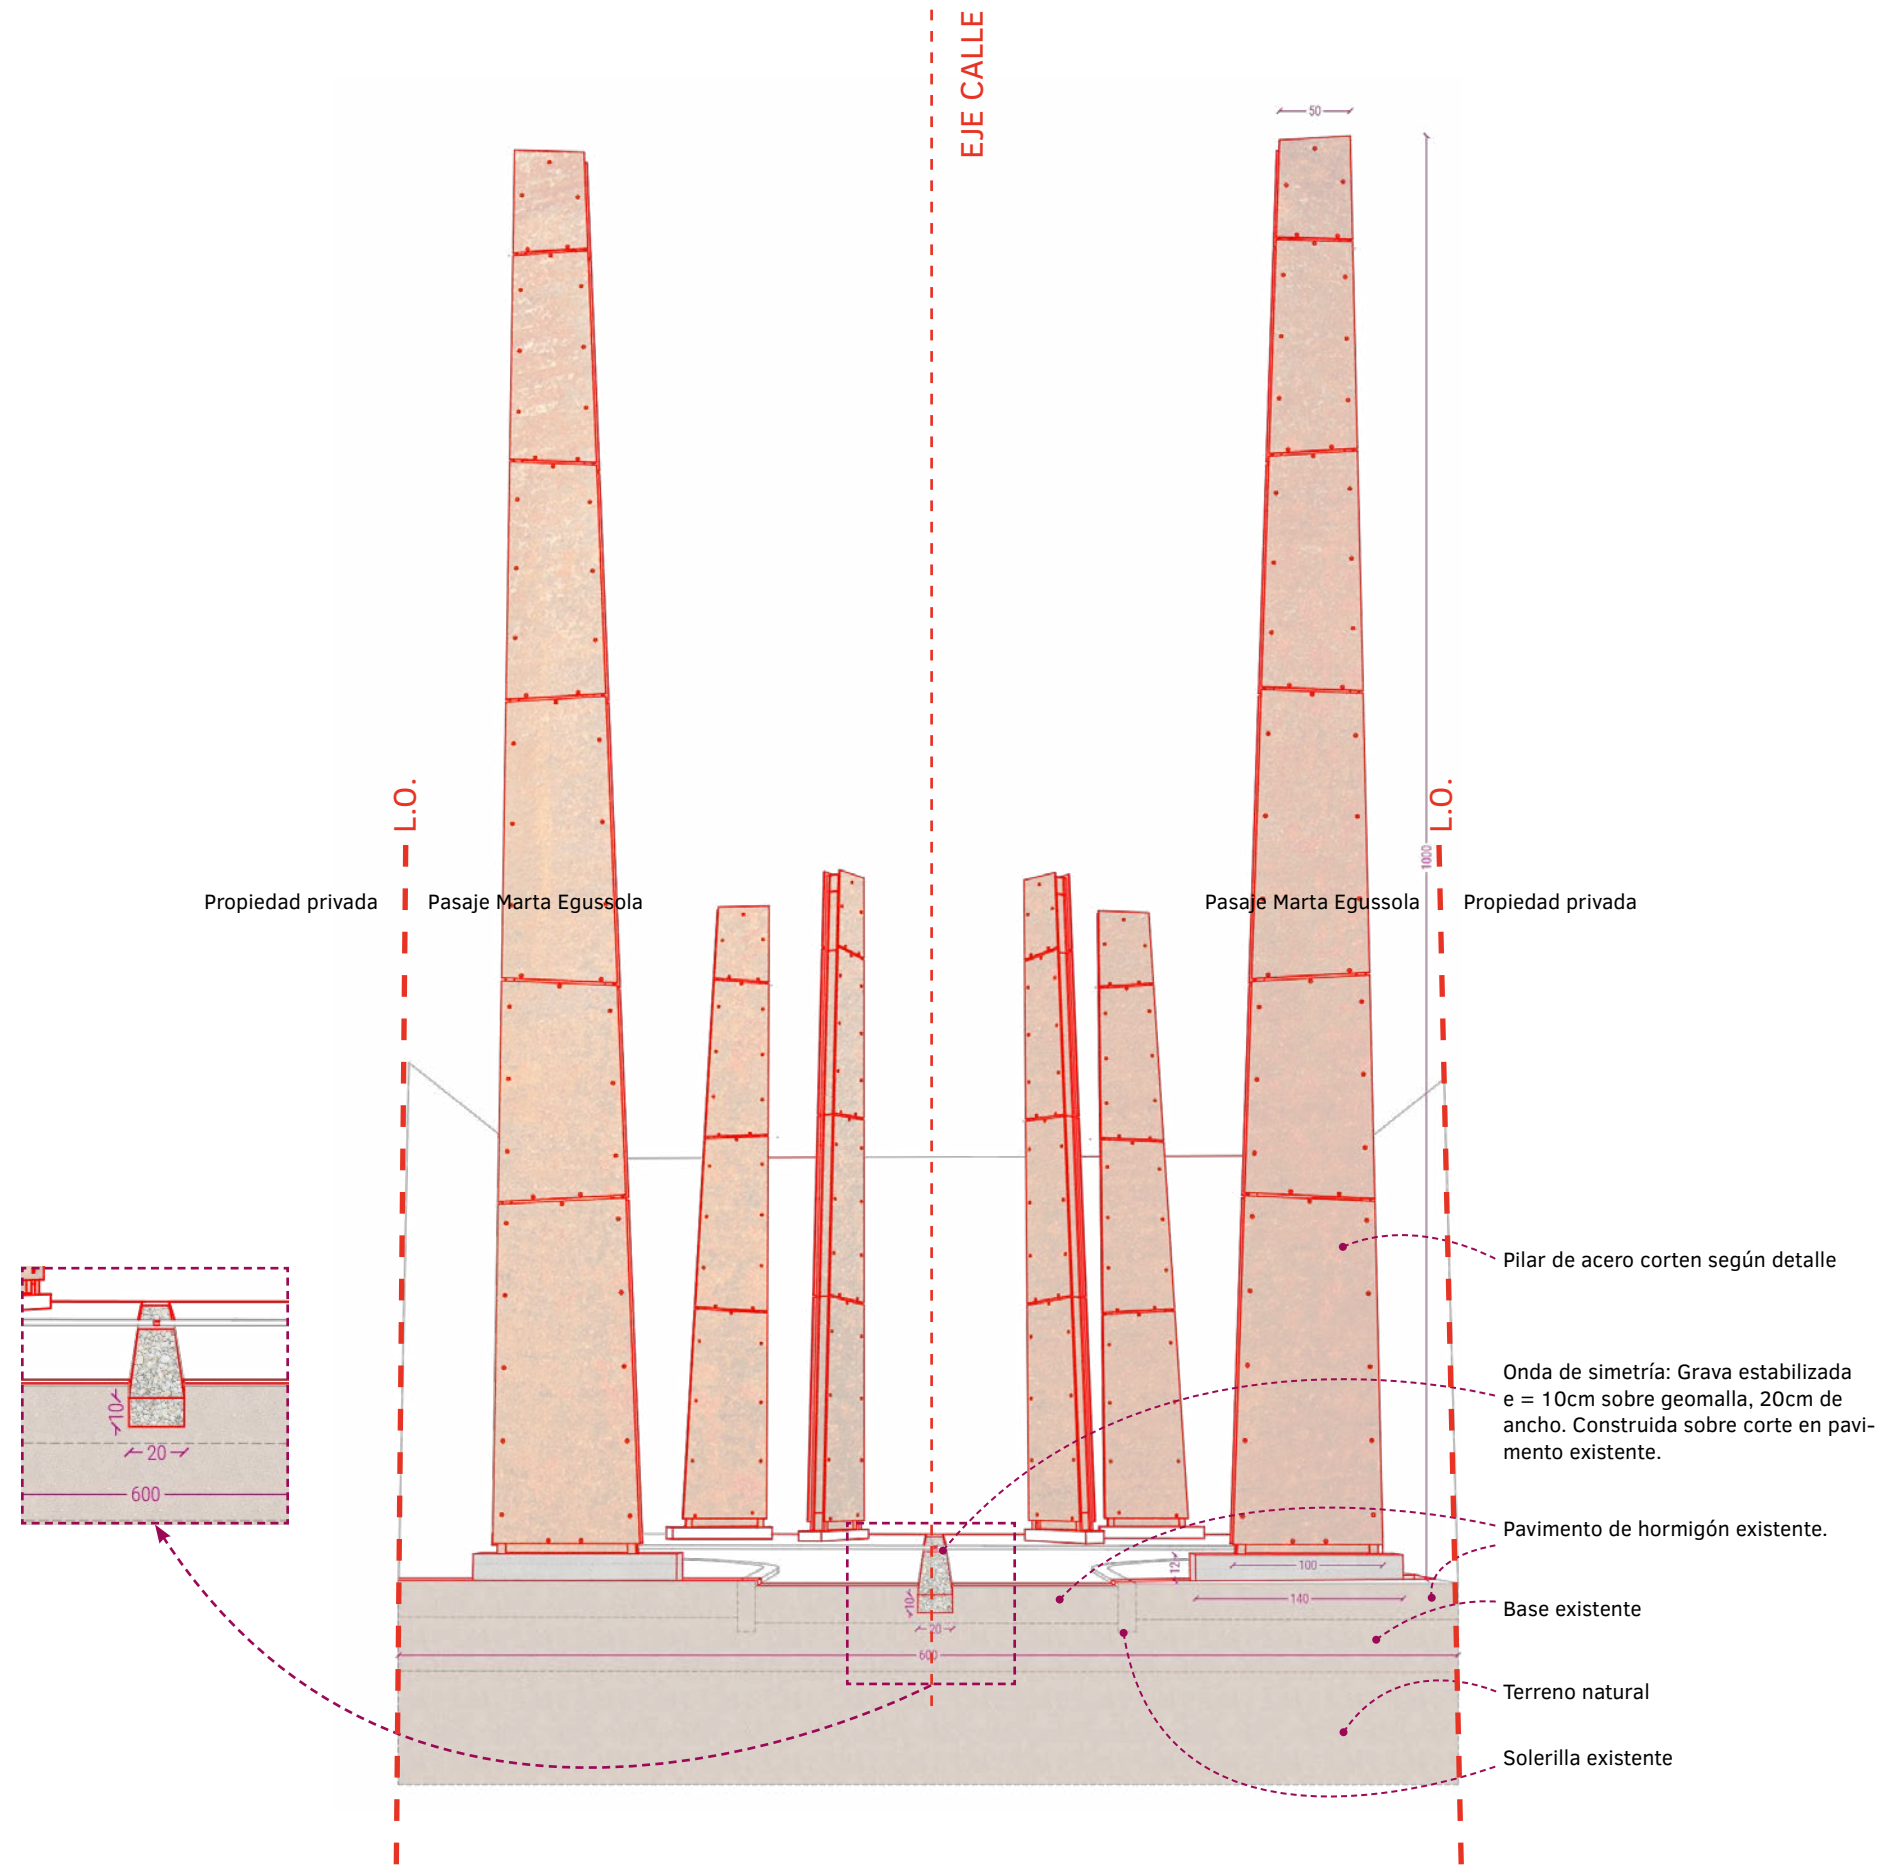 EJE CALLE
50
L.O.
L.O.
1000
Propiedad privada
Pasaje Marta Egussola
Pasaje Marta Egussola
Propiedad privada
Pilar de acero corten según detalle
Onda de simetría: Grava estabilizada
e = 10cm sobre geomalla, 20cm de
ancho. Construida sobre corte en pavi-
mento existente.
10
20
600
Pavimento de hormigón existente.
12
100
140
10
20
600
Base existente
Terreno natural
Solerilla existente